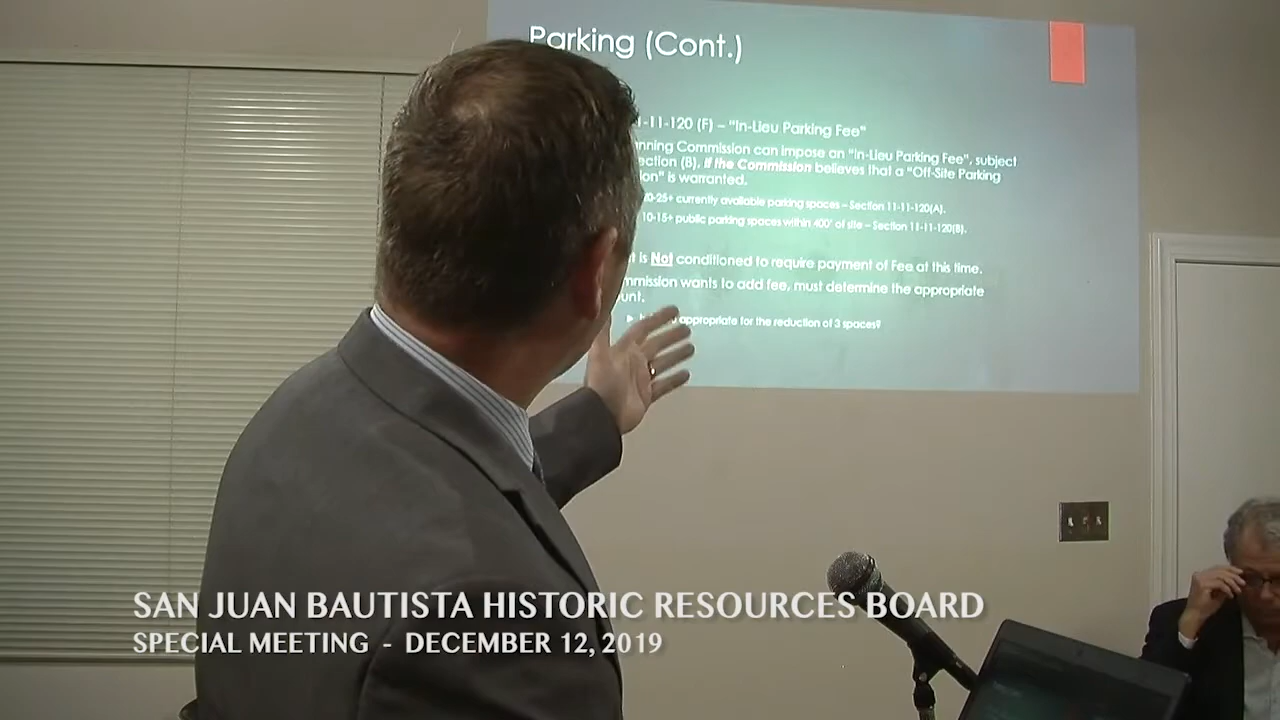 Parking (Cont.)
1-11-120 (F) – "In-Lieu Parking Fee"
nning Commission can impose an "In-Lieu Parking Fee", subject
ection (B), if the Commission believes that a "Off-Site Parking
ion" is warranted.
0-25+ currently available parking spaces – Section 11-11-120(A).
10-15+ public parking spaces within 400' of site – Section 11-11-120(B).
t is Not conditioned to require payment of Fee at this time.
mmission wants to add fee, must determine the appropriate
unt.
appropriate for the reduction of 3 spaces?
SAN JUAN BAUTISTA HISTORIC RESOURCES BOARD
SPECIAL MEETING - DECEMBER 12, 2019